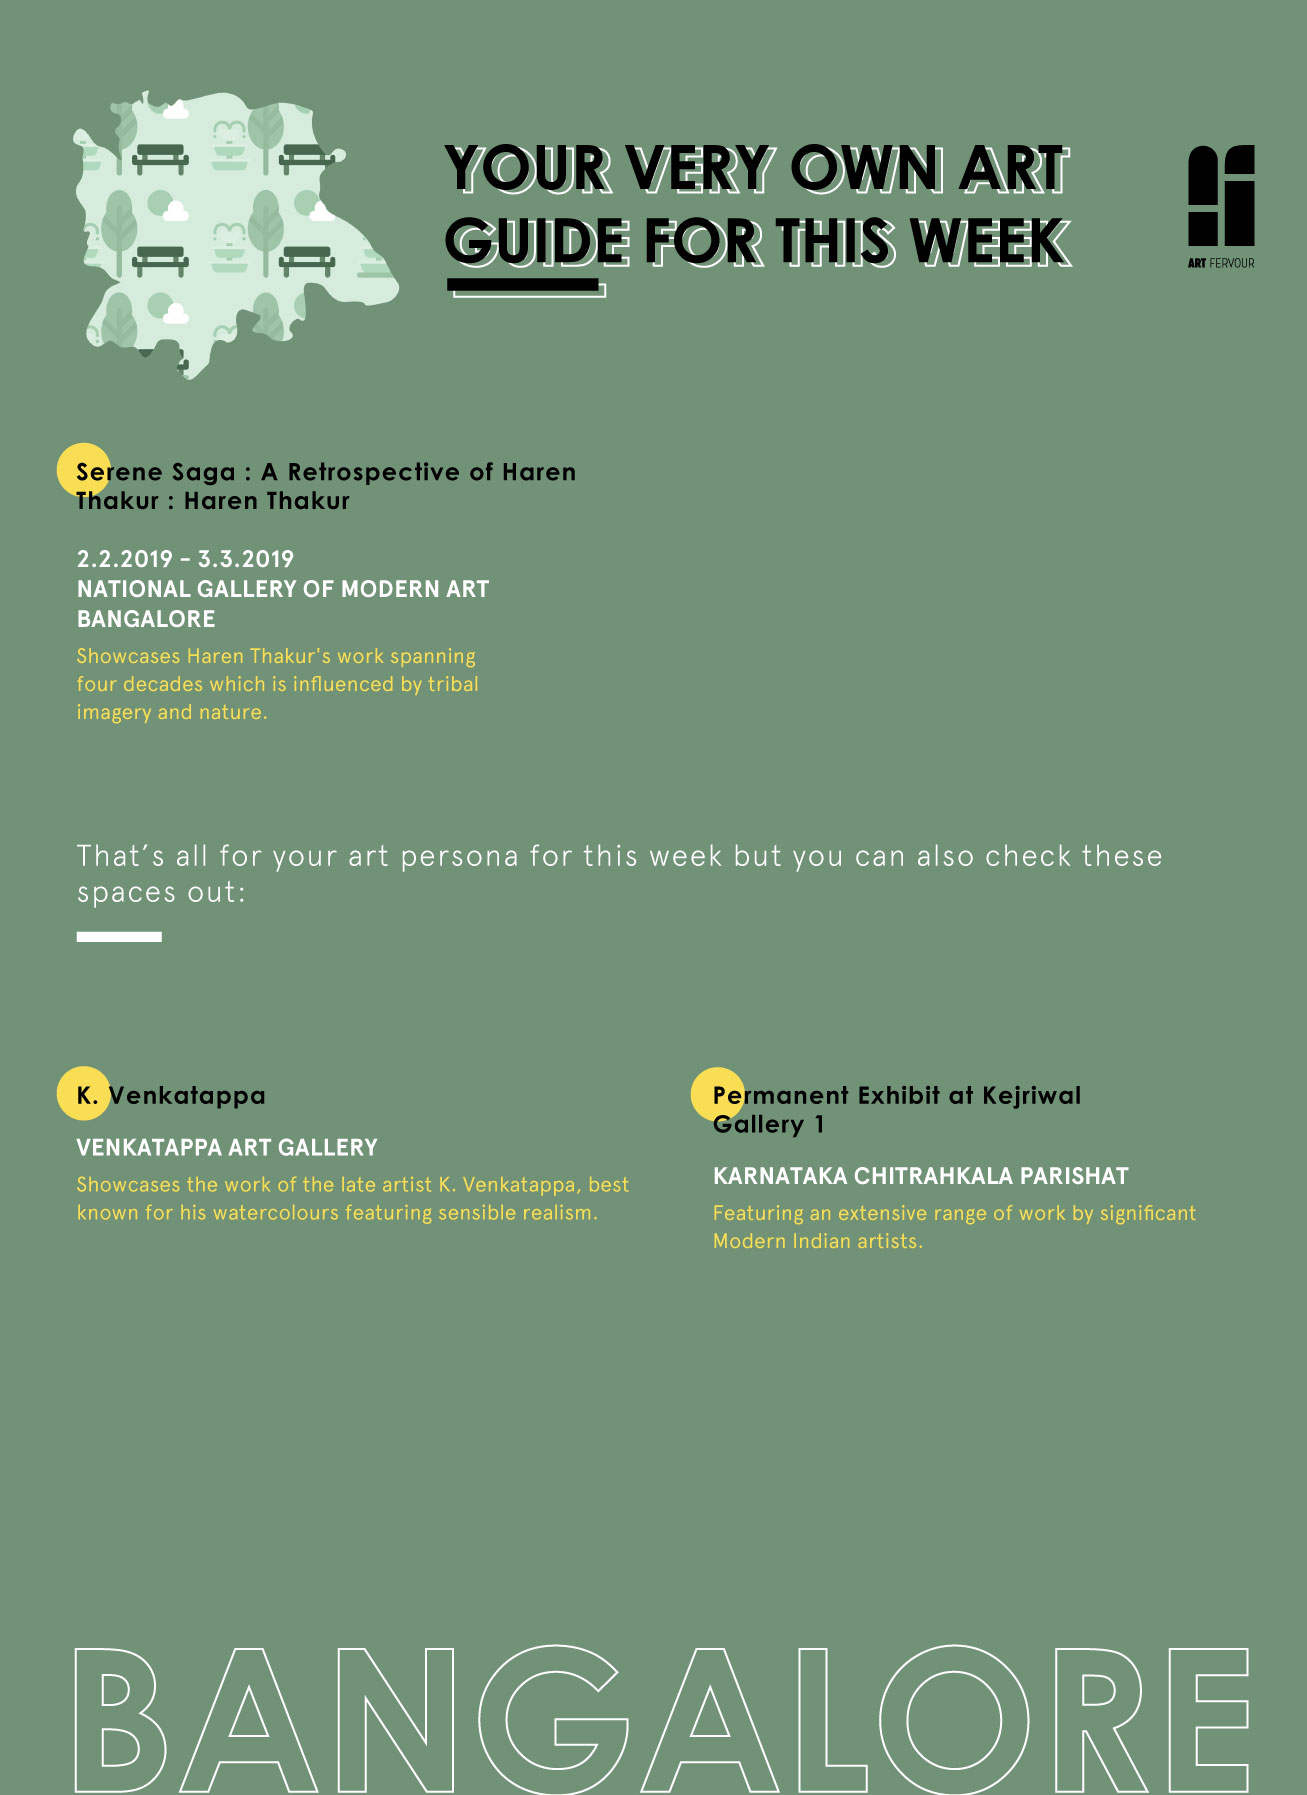 YOUR VERY OWN ART
GUIDE FOR THIS WEEK
ART FERVOUR
Serene Saga : A Retrospective of Haren
Thakur : Haren Thakur
2.2.2019 - 3.3.2019
NATIONAL GALLERY OF MODERN ART
BANGALORE
Showcases Haren Thakur's work spanning
four decades which is influenced by tribal
imagery and nature.
That's all for your art persona for this week but you can also check these
spaces out:
K. Venkatappa
VENKATAPPA ART GALLERY
Showcases the work of the late artist K. Venkatappa, best
known for his watercolours featuring sensible realism.
Permanent Exhibit at Kejriwal
Gallery 1
KARNATAKA CHITRAHKALA PARISHAT
Featuring an extensive range of work by significant
Modern Indian artists.
BANGALORE